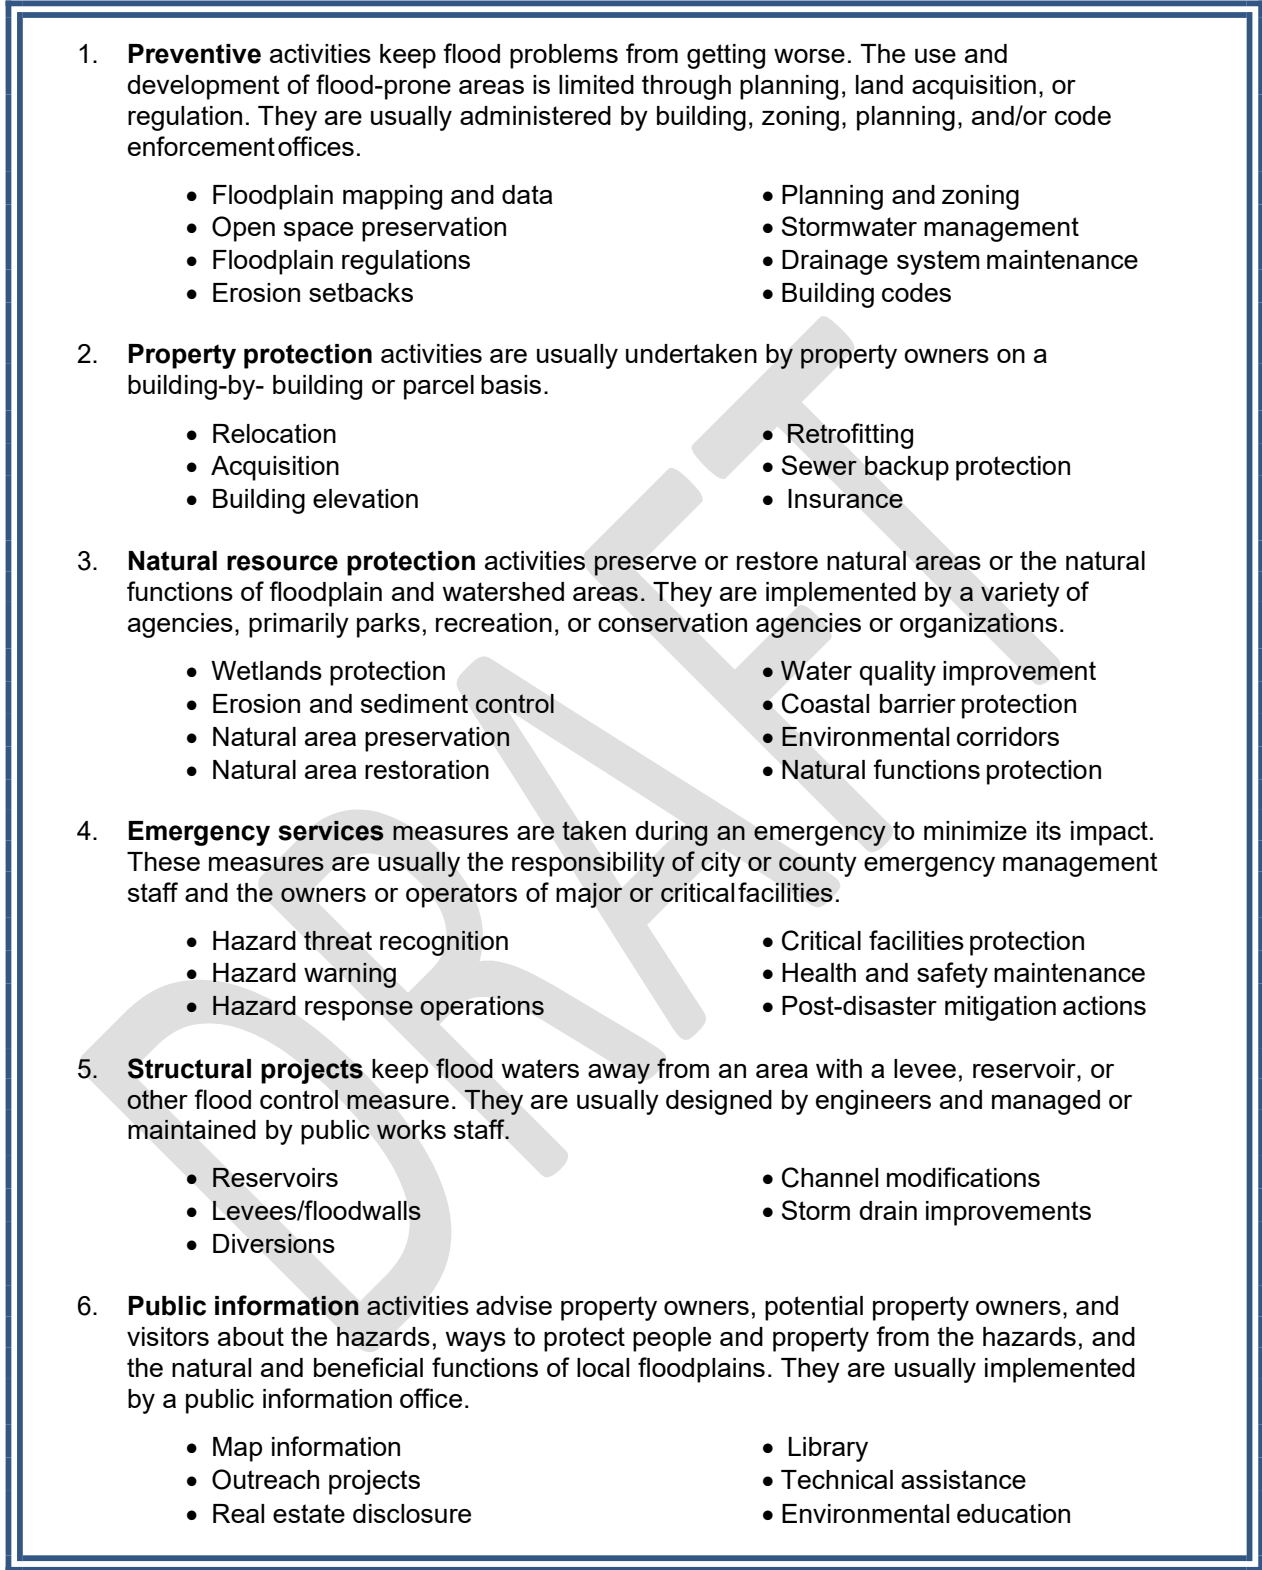 1. Preventive activities keep flood problems from getting worse. The use and
development of flood-prone areas is limited through planning, land acquisition, or
regulation. They are usually administered by building, zoning, planning, and/or code
enforcement offices.
• Floodplain mapping and data
• Open space preservation
• Floodplain regulations
• Erosion setbacks
• Planning and zoning
• Stormwater management
• Drainage system maintenance
• Building codes
2. Property protection activities are usually undertaken by property owners on a
building-by- building or parcel basis.
• Relocation
• Acquisition
• Building elevation
• Retrofitting
• Sewer backup protection
• Insurance
3. Natural resource protection activities preserve or restore natural areas or the natural
functions of floodplain and watershed areas. They are implemented by a variety of
agencies, primarily parks, recreation, or conservation agencies or organizations.
• Wetlands protection
• Erosion and sediment control
• Natural area preservation
• Natural area restoration
• Water quality improvement
• Coastal barrier protection
• Environmental corridors
• Natural functions protection
4. Emergency services measures are taken during an emergency to minimize its impact.
These measures are usually the responsibility of city or county emergency management
staff and the owners or operators of major or critical facilities.
• Hazard threat recognition
• Hazard warning
• Hazard response operations
• Critical facilities protection
• Health and safety maintenance
• Post-disaster mitigation actions
5. Structural projects keep flood waters away from an area with a levee, reservoir, or
other flood control measure. They are usually designed by engineers and managed or
maintained by public works staff.
• Reservoirs
• Levees/floodwalls
• Diversions
• Channel modifications
• Storm drain improvements
6. Public information activities advise property owners, potential property owners, and
visitors about the hazards, ways to protect people and property from the hazards, and
the natural and beneficial functions of local floodplains. They are usually implemented
by a public information office.
• Map information
• Outreach projects
• Real estate disclosure
• Library
• Technical assistance
• Environmental education
DRAFT